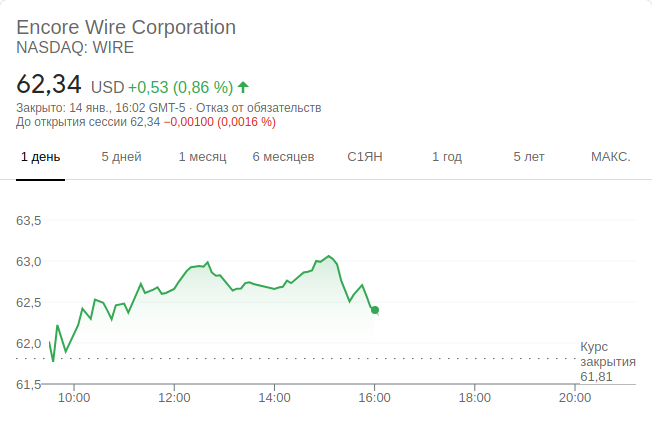 Encore Wire Corporation
NASDAQ: WIRE
62,34 USD +0,53 (0,86 %)
Закрыто: 14 янв., 16:02 GMT-5 · Отказ от обязательств
До открытия сессии 62,34 −0,00100 (0,0016 %)
1 день 5 дней 1 месяц 6 месяцев С1ЯН 1 год 5 лет МАКС.
63,5
63,0
62,5
62,0
Курс
закрытия
61,81
61,5
10:00 12:00 14:00 16:00 18:00 20:00